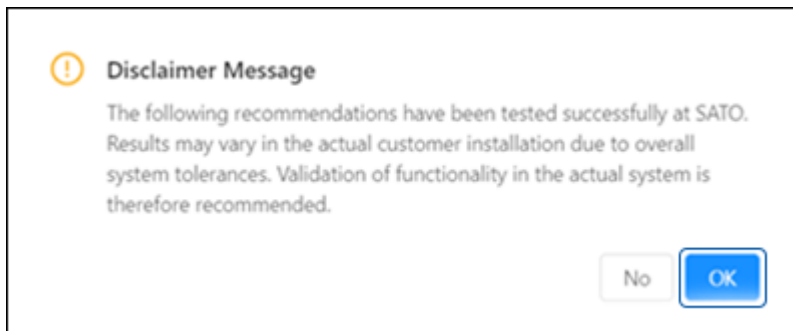 Disclaimer Message
The following recommendations have been tested successfully at SATO.
Results may vary in the actual customer installation due to overall
system tolerances. Validation of functionality in the actual system is
therefore recommended.
No
OK